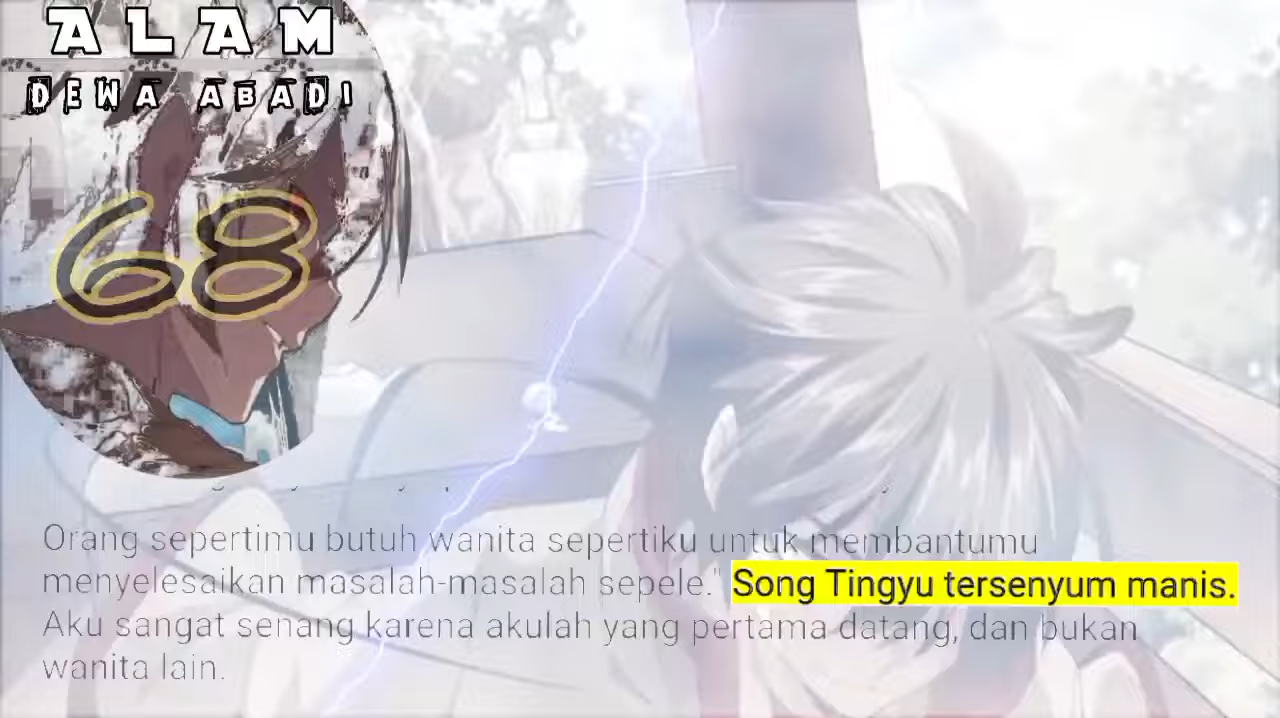 ALAM
DEWA ABADI
68
Orang sepertimu butuh wanita sepertiku untuk membantumu
menyelesaikan masalah-masalah sepele." Song Tingyu tersenyum manis.
Aku sangat senang karena akulah yang pertama datang, dan bukan
wanita lain.